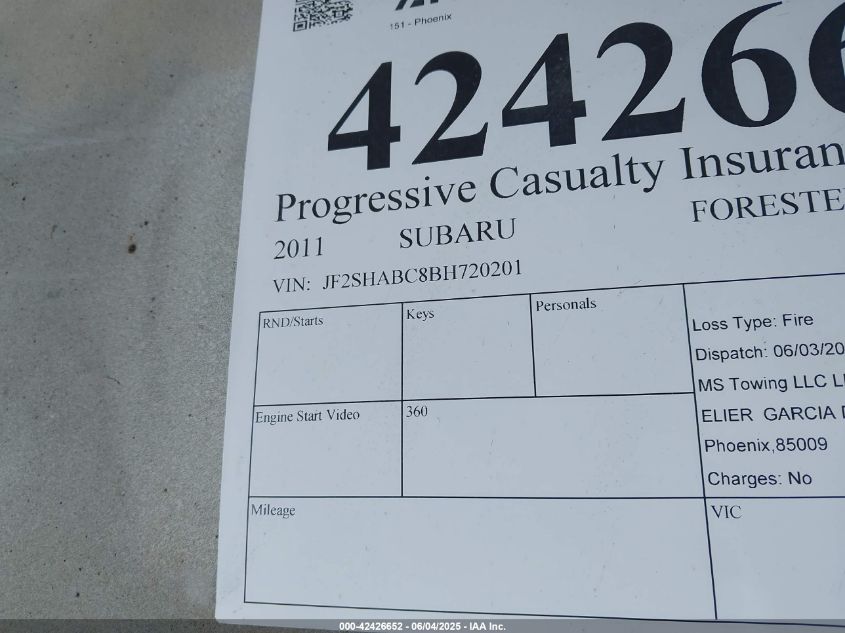 151 - Phoenix
42426
Progressive Casualty Insuran
2011 SUBARU FORESTE
VIN: JF2SHABC8BH720201
RND/Starts Keys Personals
Loss Type: Fire
Dispatch: 06/03/20
MS Towing LLC
ELIER GARCIA
Phoenix,85009
Charges: No
Engine Start Video 360
Mileage VIC
000-42426652 - 06/04/2025 - IAA Inc.